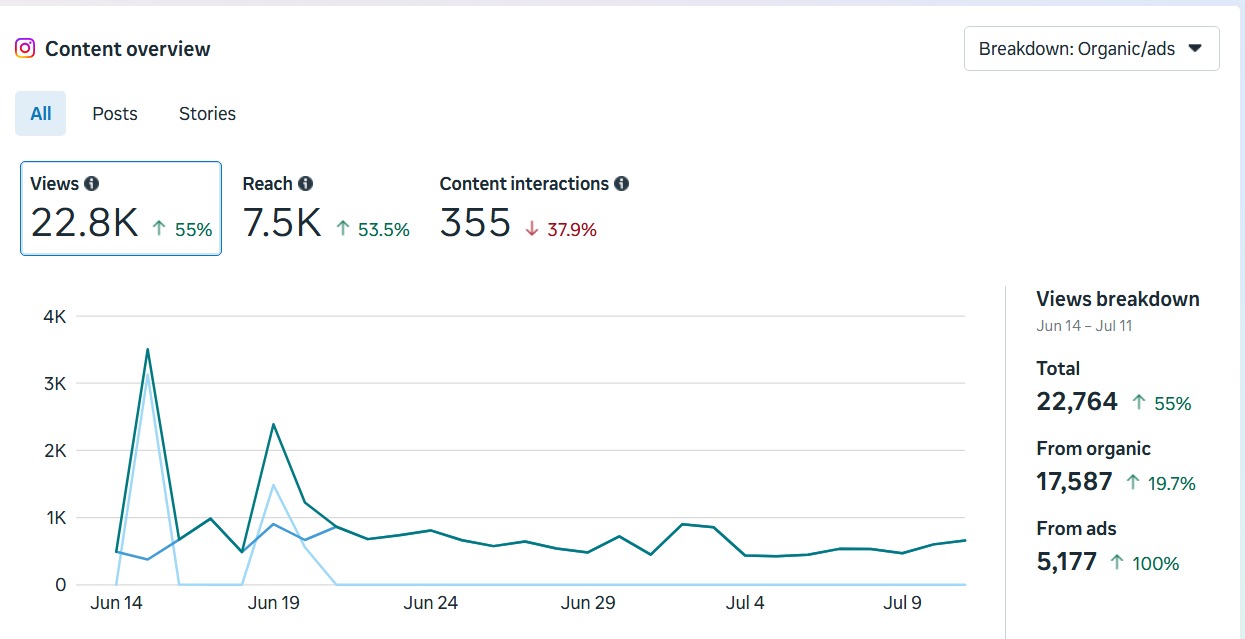 Content overview
Breakdown: Organic/ads
All Posts Stories
Views Reach Content interactions
22.8K 55% 7.5K 53.5% 355 37.9%
4K
3K
2K
1K
0
Jun 14 Jun 19 Jun 24 Jun 29 Jul 4 Jul 9
Views breakdown
Jun 14 – Jul 11
Total
22,764 55%
From organic
17,587 19.7%
From ads
5,177 100%